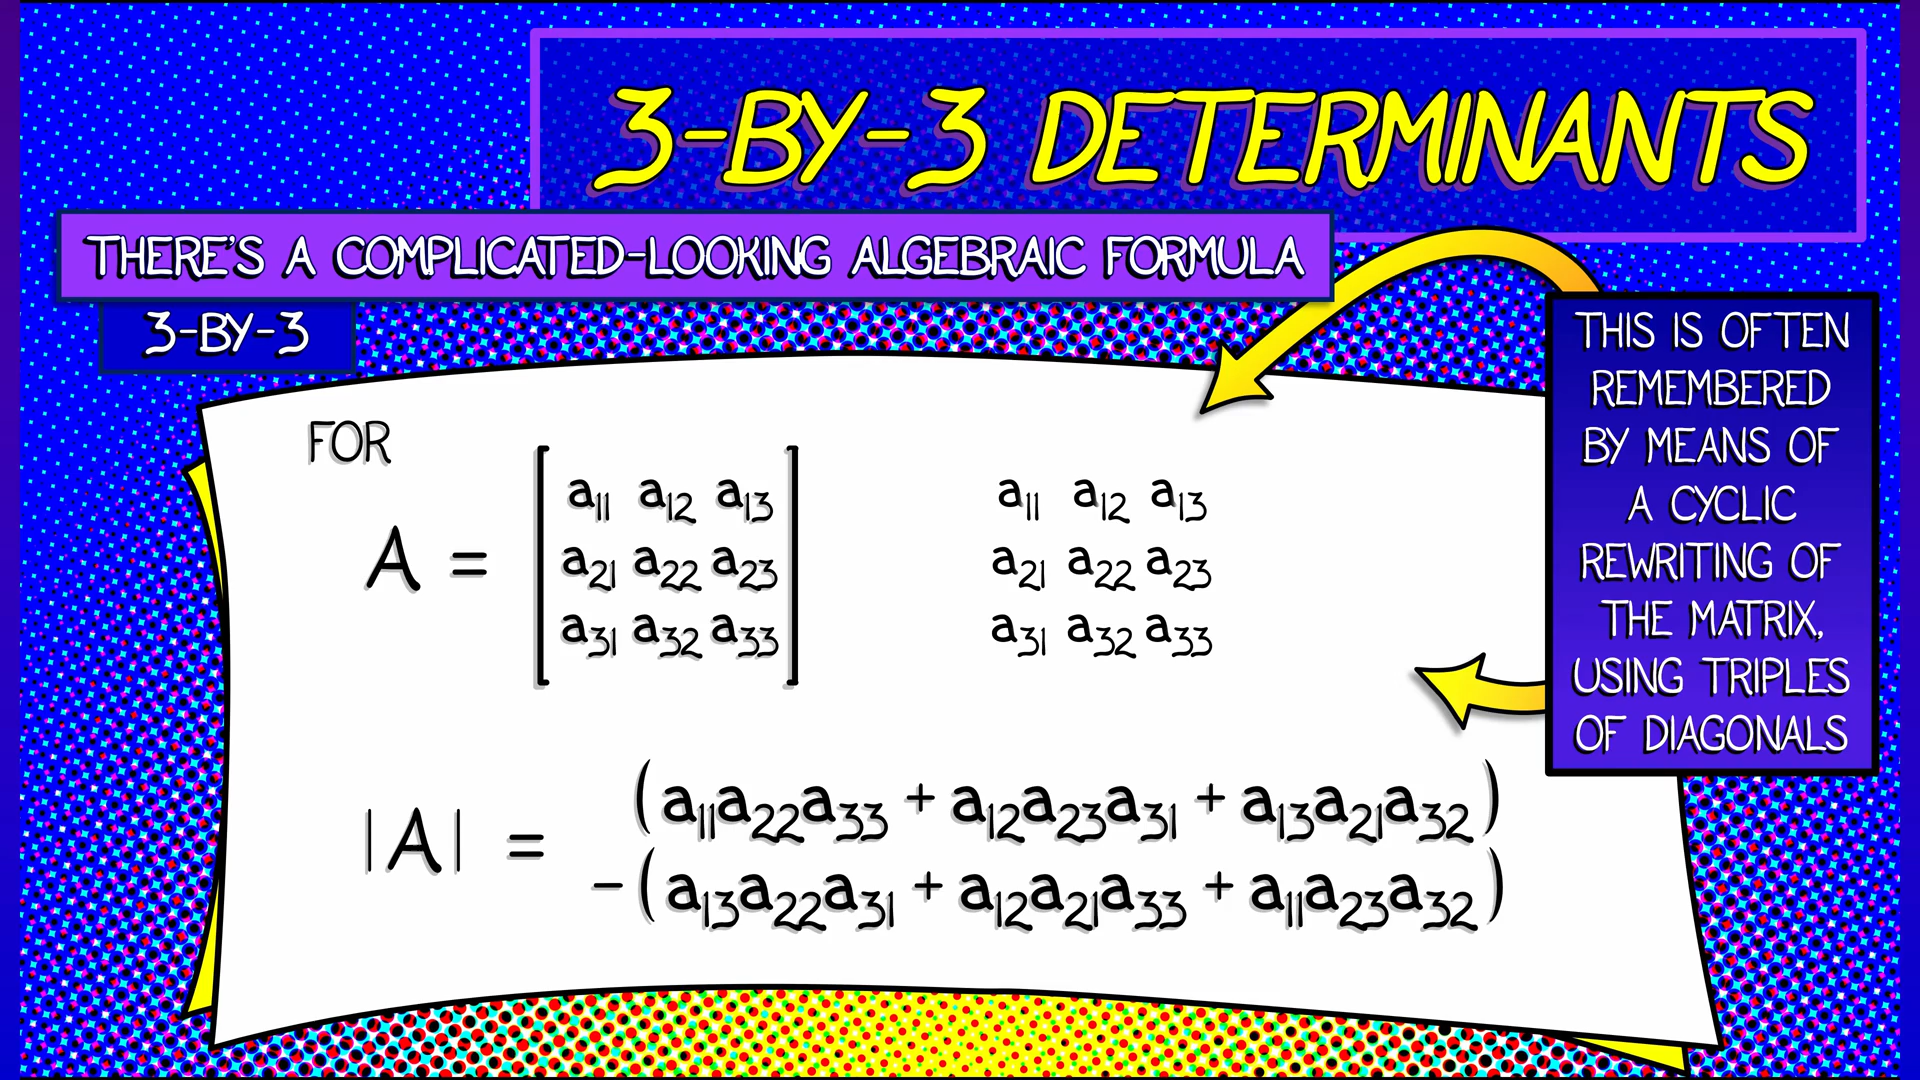 3-BY-3 DETERMINANTS
THERE'S A COMPLICATED-LOOKING ALGEBRAIC FORMULA
3-BY-3
THIS IS OFTEN
REMEMBERED
BY MEANS OF
A CYCLIC
REWRITING OF
THE MATRIX,
USING TRIPLES
OF DIAGONALS
FOR
A =
a₁₁ a₁₂ a₁₃
a₂₁ a₂₂ a₂₃
a₃₁ a₃₂ a₃₃
a₁₁ a₁₂ a₁₃
a₂₁ a₂₂ a₂₃
a₃₁ a₃₂ a₃₃
|A| =
(a₁₁a₂₂a₃₃ + a₁₂a₂₃a₃₁ + a₁₃a₂₁a₃₂)
-(a₁₃a₂₂a₃₁ + a₁₂a₂₁a₃₃ + a₁₁a₂₃a₃₂)